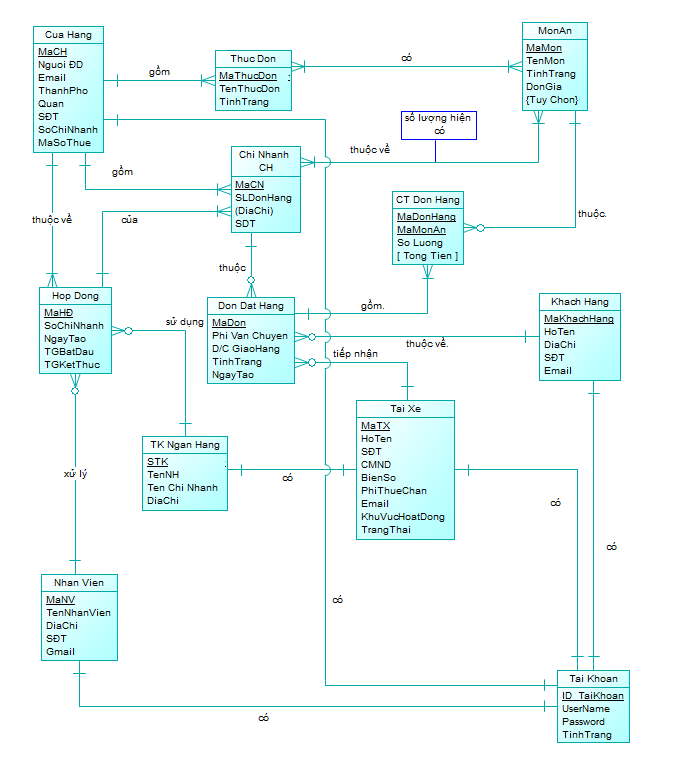 Cua Hang
MaCH
Nguoi ĐD
Email
ThanhPho
Quan
SĐT
SoChiNhanh
MaSoThue
gồm
Thuc Don
MaThucDon
TenThucDon
TinhTrang
có
MonAn
MaMon
TenMon
TinhTrang
DonGia
{Tuy Chon}
số lượng hiện
có
thuộc về
Chi Nhanh
CH
MaCN
SLDonHang
(DiaChi)
SDT
gồm
thuộc về
của
CT Don Hang
MaDonHang
MaMonAn
So Luong
[ Tong Tien ]
thuộc.
thuộc
Hop Dong
MaHĐ
SoChiNhanh
NgayTao
TGBatDau
TGKetThuc
sử dụng
Don Dat Hang
MaDon
Phi Van Chuyen
D/C GiaoHang
TinhTrang
NgayTao
gồm.
thuộc về.
tiếp nhận
Khach Hang
MaKhachHang
HoTen
DiaChi
SĐT
Email
TK Ngan Hang
STK
TenNH
Ten Chi Nhanh
DiaChi
có
Tai Xe
MaTX
HoTen
SĐT
CMND
BienSo
PhiThueChan
Email
KhuVucHoatDong
TrangThai
có
có
xử lý
Nhan Vien
MaNV
TenNhanVien
DiaChi
SĐT
Gmail
có
có
Tai Khoan
ID_TaiKhoan
UserName
Password
TinhTrang